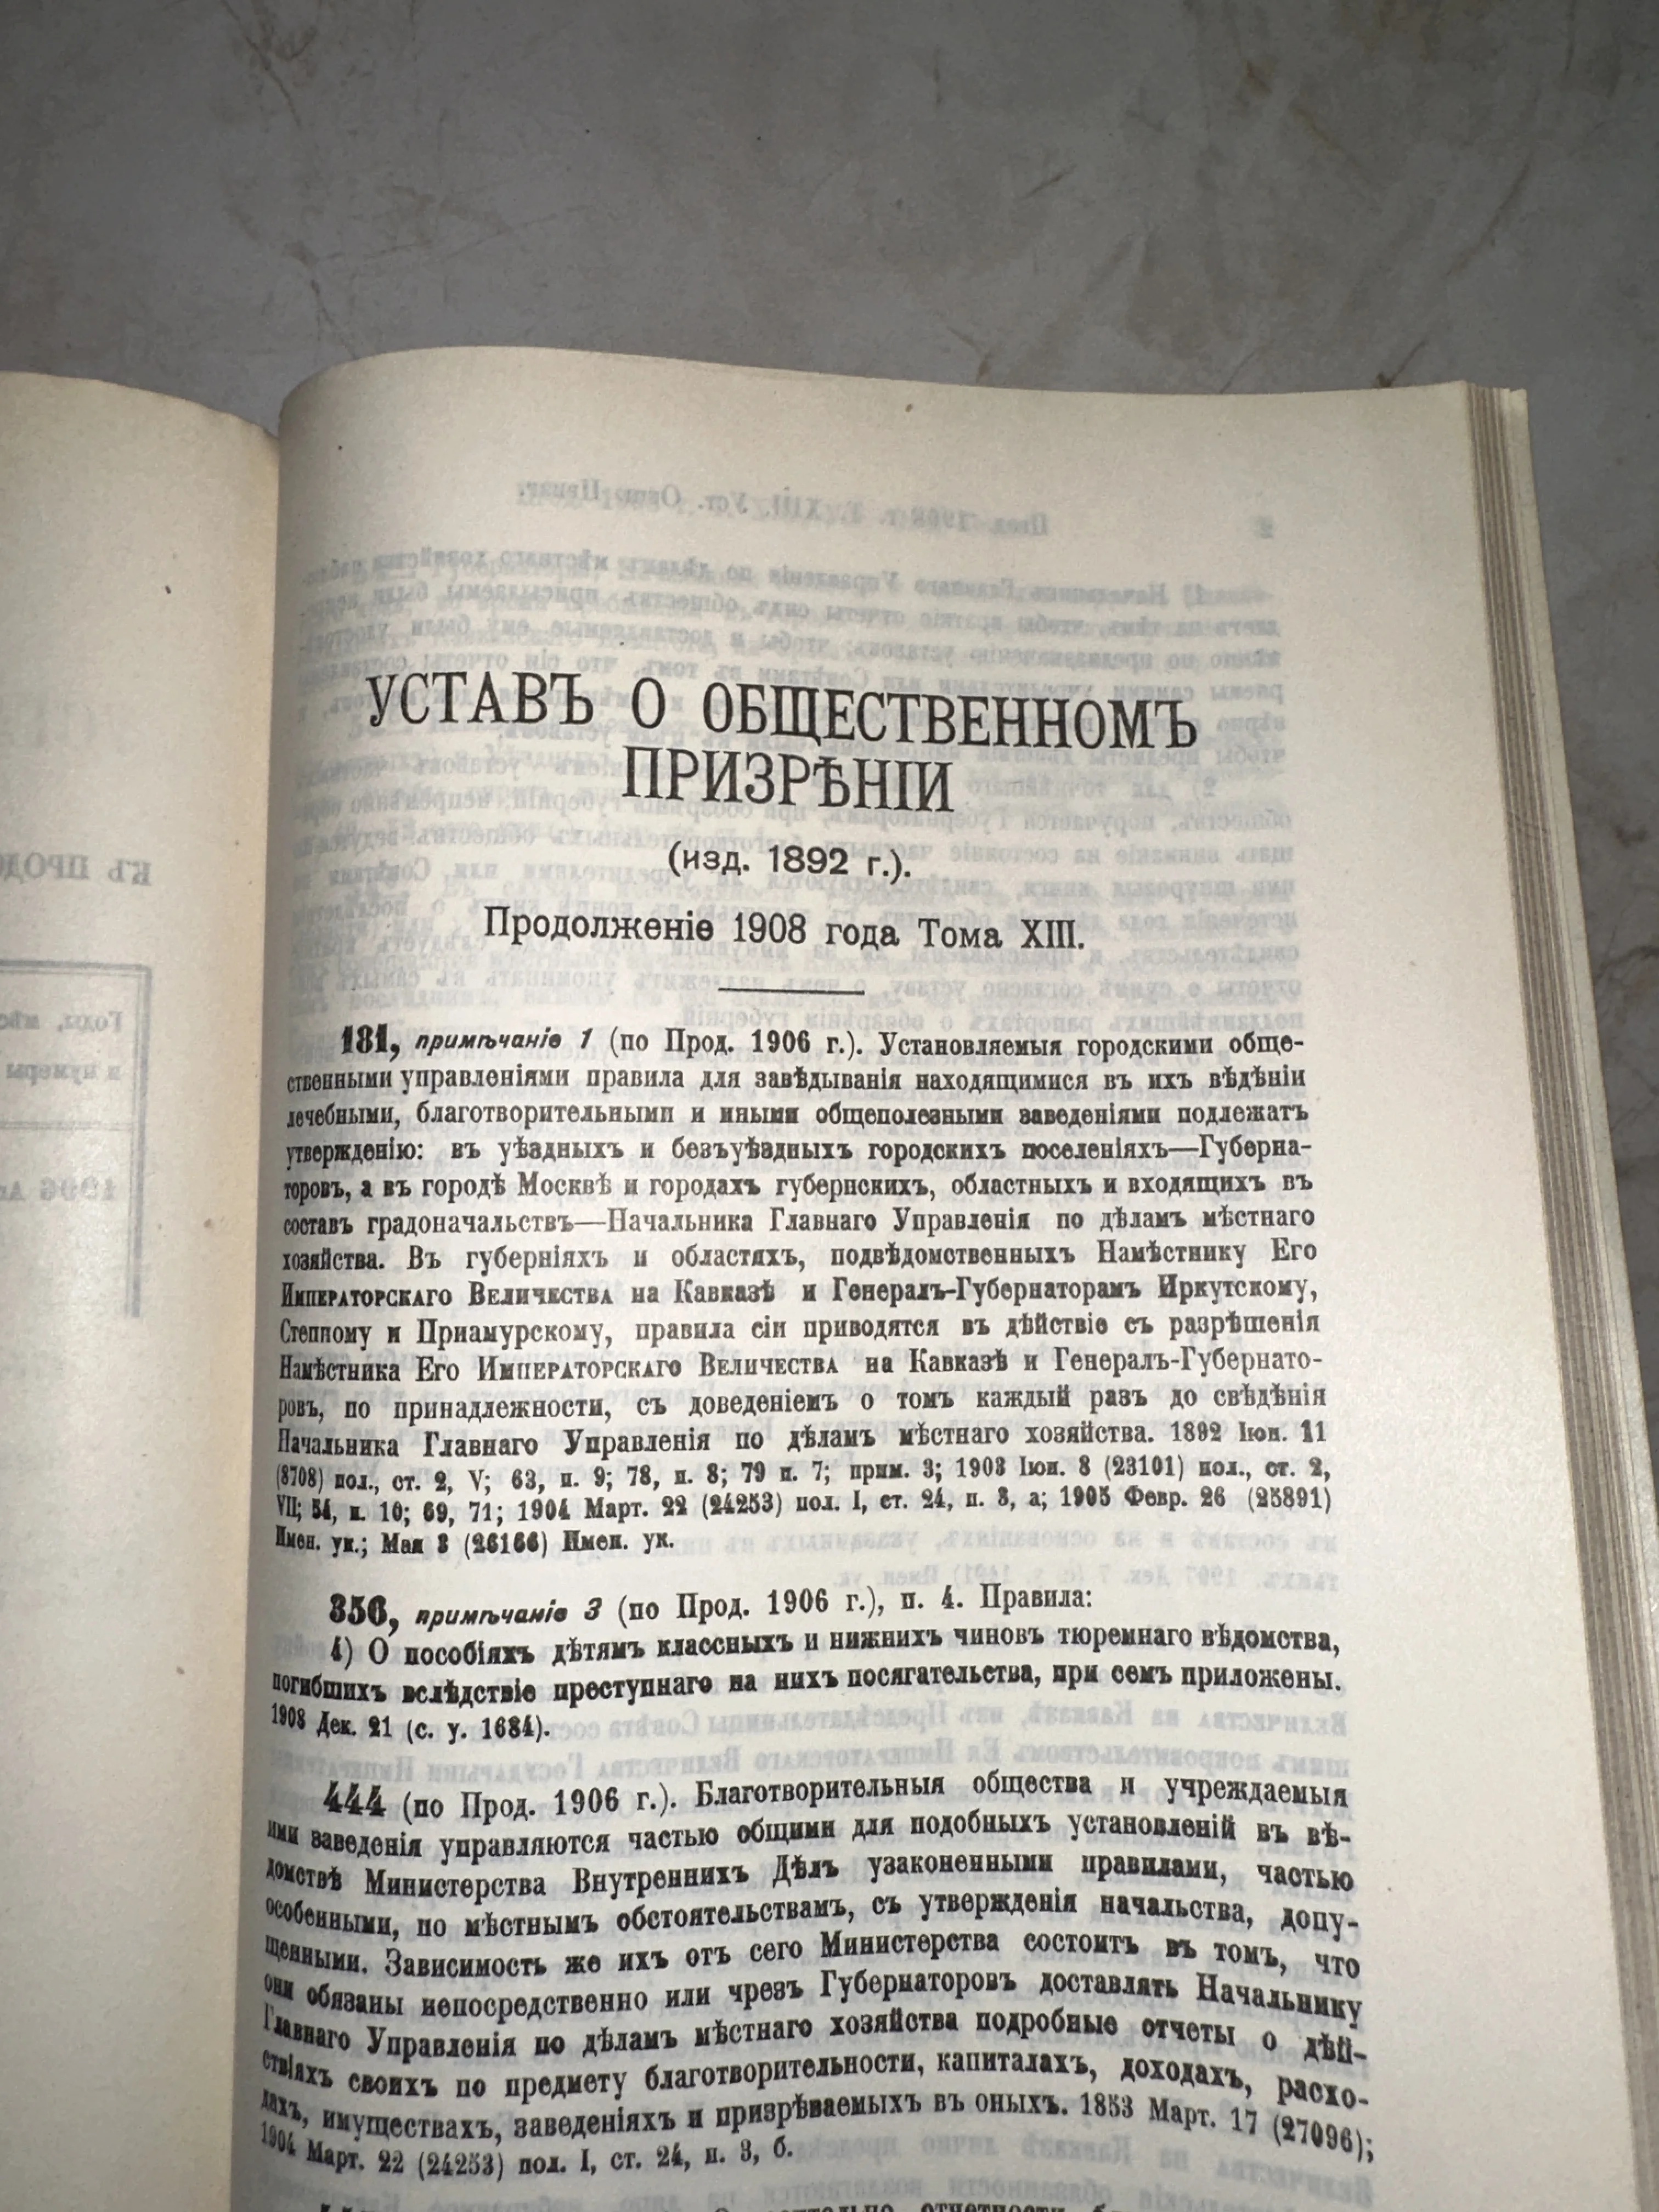 УСТАВЪ О ОБЩЕСТВЕННОМЪ
ПРИЗРѢНІИ
(изд. 1892 г.).
Продолженіе 1908 года Тома XIII.
181, примѣчаніе 1 (по Прод. 1906 г.). Установляемыя городскими обще-
ственными управленіями правила для завѣдыванія находящимися въ ихъ вѣдѣніи
лечебными, благотворительными и иными общеполезными заведеніями подлежатъ
утвержденію: въ уѣздныхъ и безъуѣздныхъ городскихъ поселеніяхъ—Губерна-
торовъ, а въ городѣ Москвѣ и городахъ губернскихъ, областныхъ и входящихъ въ
составъ градоначальствъ—Начальника Главнаго Управленія по дѣламъ мѣстнаго
хозяйства. Въ губерніяхъ и областяхъ, подвѣдомственныхъ Намѣстнику Его
Императорскаго Величества на Кавказѣ и Генералъ-Губернаторамъ Иркутскому,
Степному и Приамурскому, правила сіи приводятся въ дѣйствіе съ разрѣшенія
Намѣстника Его Императорскаго Величества на Кавказѣ и Генералъ-Губернато-
ровъ, по принадлежности, съ доведеніемъ о томъ каждый разъ до свѣдѣнія
Начальника Главнаго Управленія по дѣламъ мѣстнаго хозяйства. 1892 Іюн. 11
(8708) пол., ст. 2, V; 63, п. 9; 78, п. 8; 79 п. 7; прим. 3; 1903 Іюн. 8 (23101) пол., ст. 2,
VII; 54, п. 10; 69, 71; 1904 Март. 22 (24253) пол. I, ст. 24, п. 3, а; 1905 Февр. 26 (25891)
Имен. ук.; Мая 3 (26166) Имен. ук.
356, примѣчаніе 3 (по Прод. 1906 г.), п. 4. Правила:
4) О пособіяхъ дѣтямъ классныхъ и нижнихъ чиновъ тюремнаго вѣдомства,
погибшихъ вслѣдствіе преступнаго на нихъ посягательства, при семъ приложены.
1908 Дек. 21 (с. у. 1684).
444 (по Прод. 1906 г.). Благотворительныя общества и учреждаемыя
ими заведенія управляются частью общими для подобныхъ установленій въ вѣ-
домствѣ Министерства Внутреннихъ Дѣлъ узаконенными правилами, частью
особенными, по мѣстнымъ обстоятельствамъ, съ утвержденія начальства, допу-
щенными. Зависимость же ихъ отъ сего Министерства состоитъ въ томъ, что
они обязаны непосредственно или чрезъ Губернаторовъ доставлять Начальнику
Главнаго Управленія по дѣламъ мѣстнаго хозяйства подробные отчеты о дѣй-
ствіяхъ своихъ по предмету благотворительности, капиталахъ, доходахъ, расхо-
дахъ, имуществахъ, заведеніяхъ и призрѣваемыхъ въ оныхъ. 1853 Март. 17 (27096);
1904 Март. 22 (24253) пол. I, ст. 24, п. 3, б.